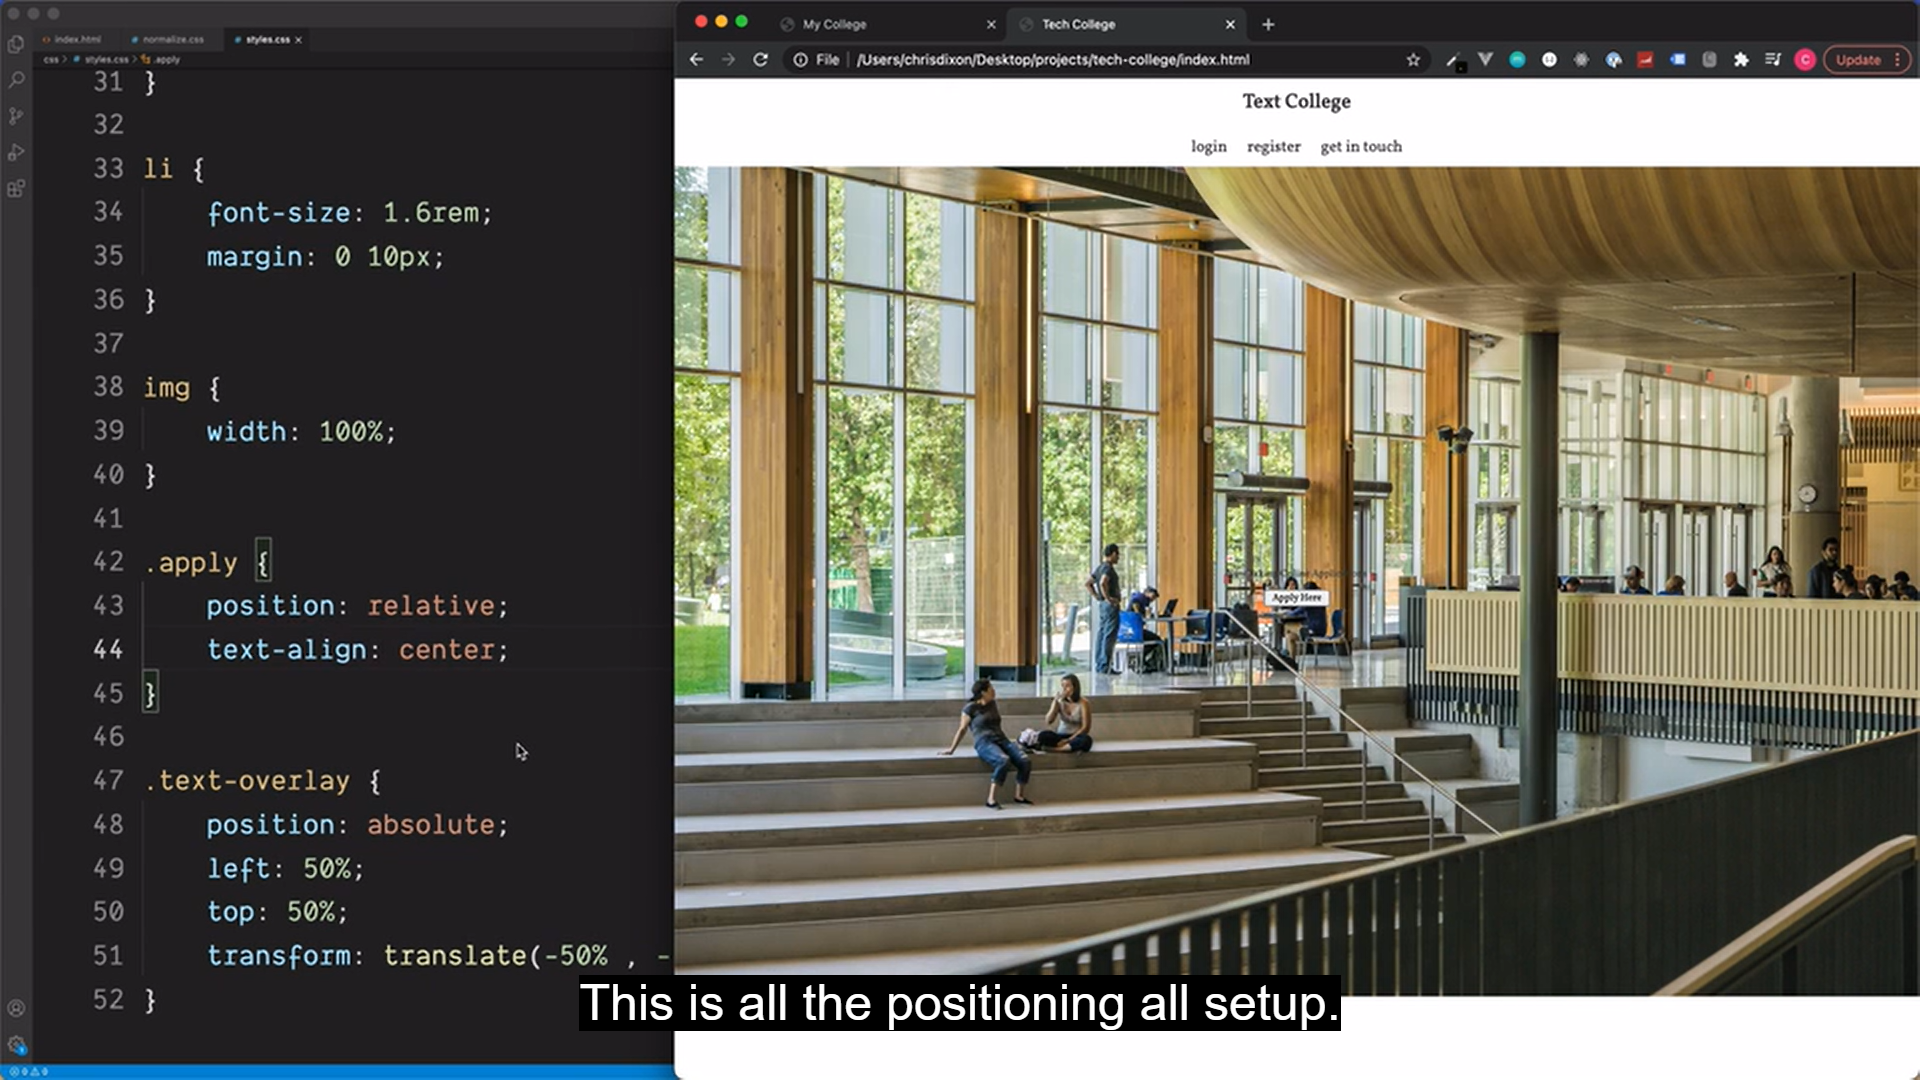 index.html
normalize.css
styles.css
css > styles.css > .apply
31 }
32
33 li {
34 font-size: 1.6rem;
35 margin: 0 10px;
36 }
37
38 img {
39 width: 100%;
40 }
41
42 .apply {
43 position: relative;
44 text-align: center;
45 }
46
47 .text-overlay {
48 position: absolute;
49 left: 50%;
50 top: 50%;
51 transform: translate(-50% , -
52 }
My College
Tech College
File
/Users/chrisdixon/Desktop/projects/tech-college/index.html
C
Update
Text College
login register get in touch
Apply Here
This is all the positioning all setup.